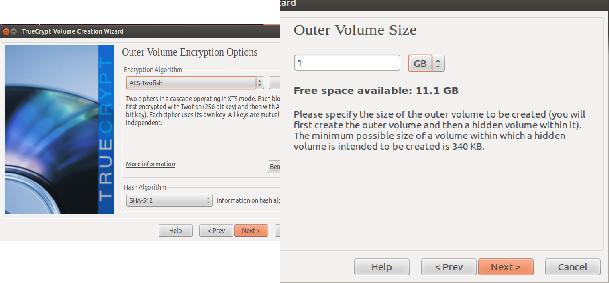 TrueCrypt Volume Creation Wizard
Outer Volume Encryption Options
Encryption Algorithm
AES-Twofish
Two ciphers in a cascade operating in XTS mode. Each blo
first encrypted with Twofish (256-bit key) and then with A
bit key). Each cipher uses its own key. All keys are mutual
independent.
More information
Ben
Hash Algorithm
SHA-512
Information on hash alg
Help
< Prev
Next >
TRUECRYPT
ard
Outer Volume Size
1
GB
Free space available: 11.1 GB
Please specify the size of the outer volume to be created (you will
first create the outer volume and then a hidden volume within it).
The minimum possible size of a volume within which a hidden
volume is intended to be created is 340 KB.
Help
< Prev
Next >
Cancel